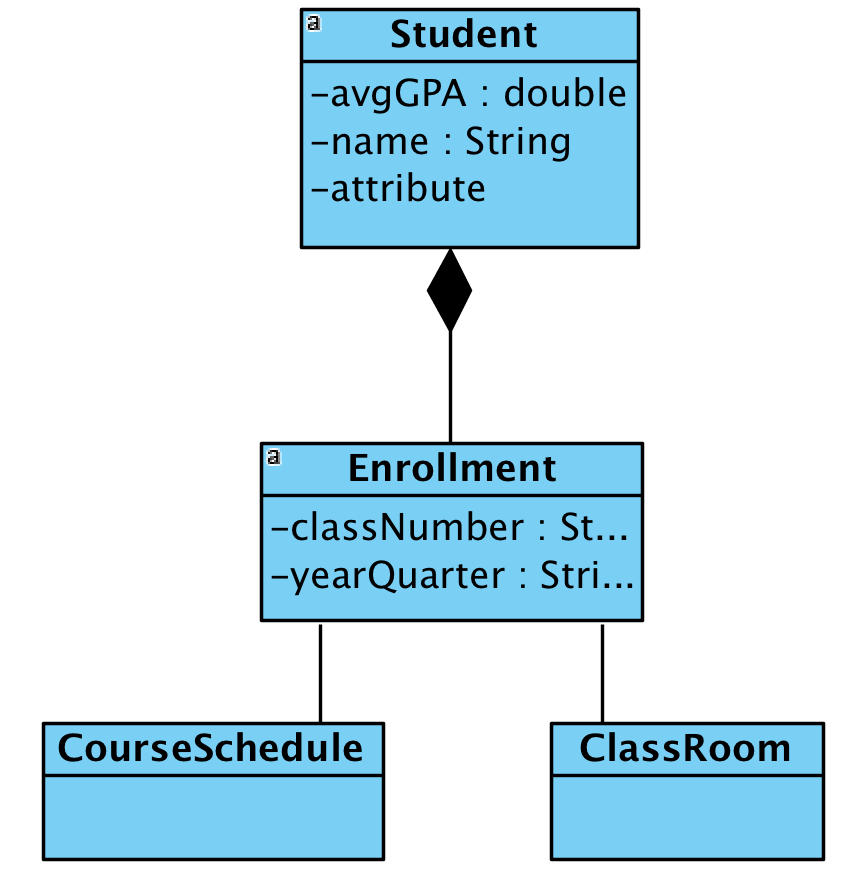 a
Student
-avgGPA : double
-name : String
-attribute
a
Enrollment
-classNumber : St...
-yearQuarter : Stri...
CourseSchedule
ClassRoom